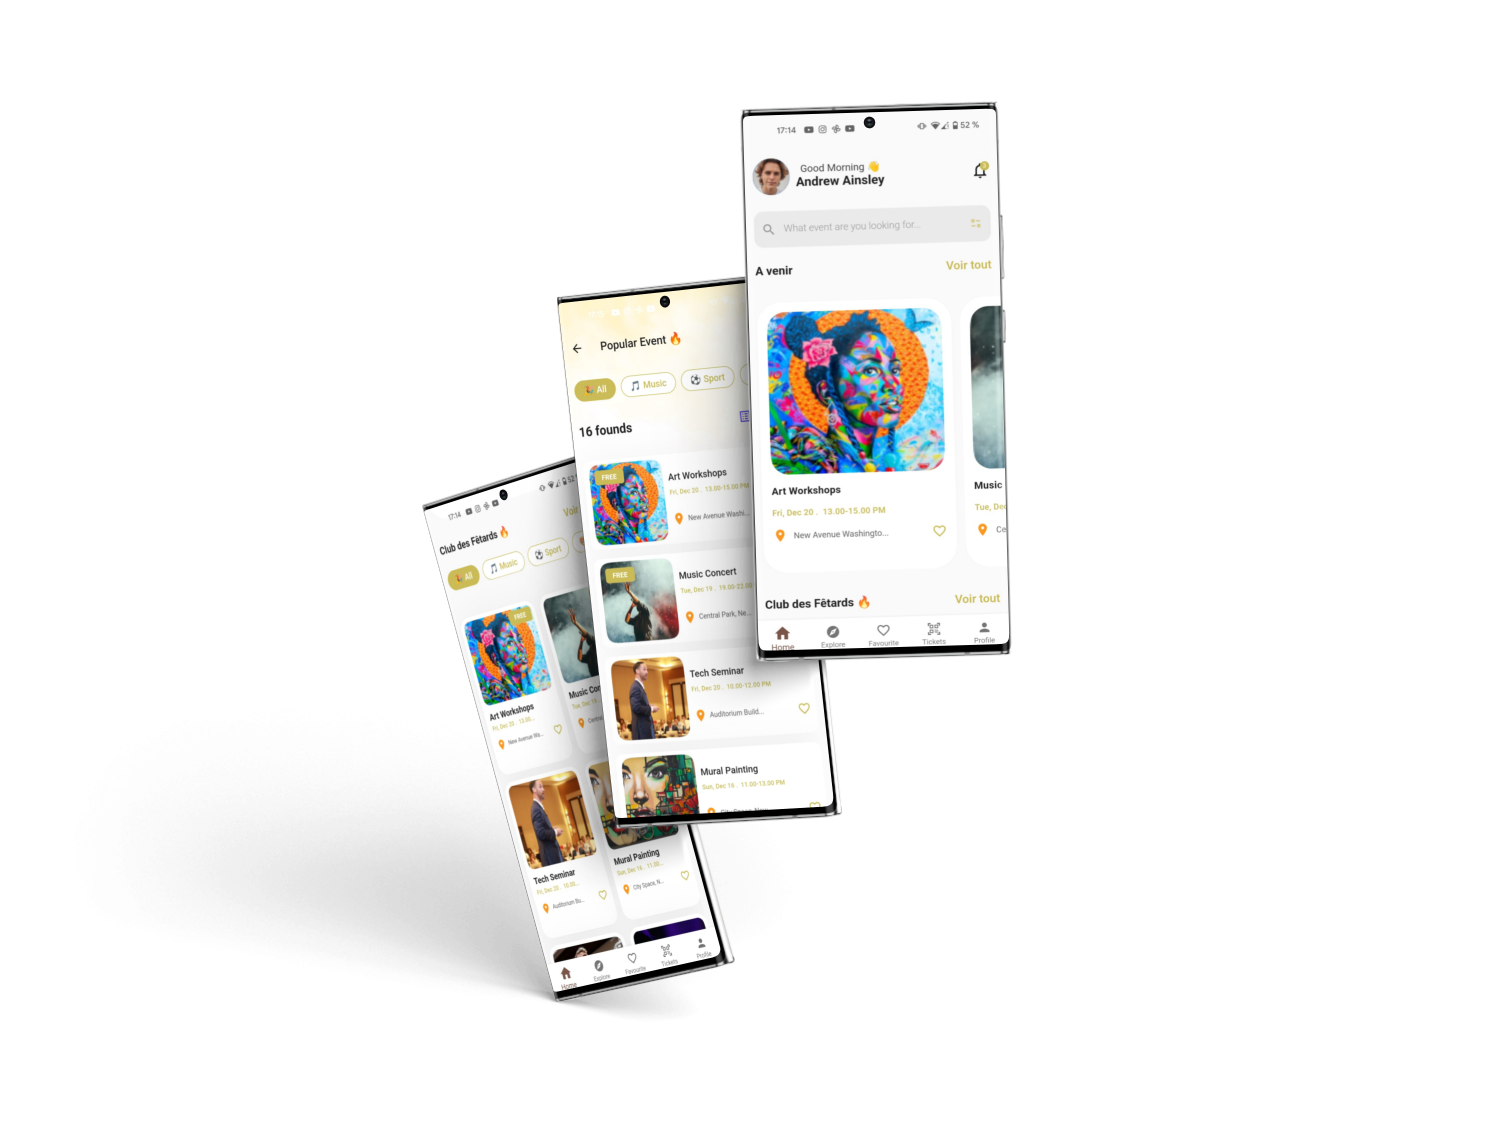 17:14
52 %
Good Morning 👋
Andrew Ainsley
What event are you looking for..
A venir
Voir tout
Art Workshops
Fri, Dec 20 . 13.00-15.00 PM
New Avenue Washingto...
Music
Tue, Dec
Ce
Club des Fêtards 🔥
Voir tout
Home
Explore
Favourite
Tickets
Profile
Popular Event 🔥
All
Music
Sport
16 founds
FREE
Art Workshops
Fri, Dec 20 . 13.00-15.00 PM
New Avenue Washi...
FREE
Music Concert
Tue, Dec 19 . 19.00-22.00
Central Park, Ne...
Tech Seminar
Fri, Dec 20 . 10.00-12.00 PM
Auditorium Build...
Mural Painting
Sun, Dec 16 . 11.00-13.00 PM
City Space, New
17:14
52
Club des Fêtards 🔥
Voir
All
Music
Sport
FREE
Art Workshops
Fri, Dec 20 . 13.00...
New Avenue Wa...
Music Con
Tue, Dec 19
Central
Tech Seminar
Fri, Dec 20 . 10.00...
Auditorium Bu...
Mural Painting
Sun, Dec 16 . 11.00...
City Space, N...
Home
Explore
Favourite
Tickets
Profile